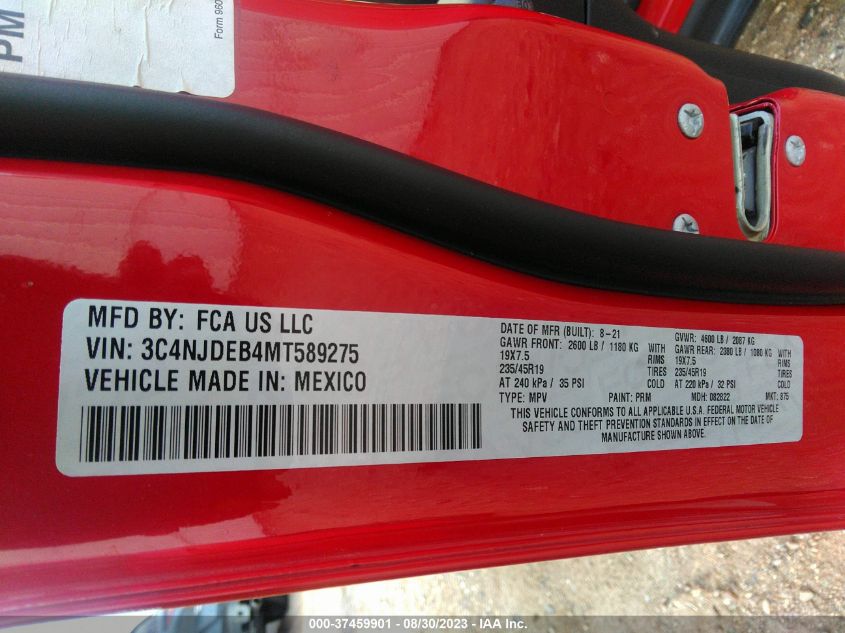 PM
Form 960
MFD BY: FCA US LLC
VIN: 3C4NJDEB4MT589275
VEHICLE MADE IN: MEXICO
DATE OF MFR (BUILT): 8-21 GVWR: 4600 LB / 2087 KG
GAWR FRONT: 2600 LB / 1180 KG GAWR REAR: 2380 LB / 1080 KG
19X7.5 RIMS 19X7.5 RIMS
235/45R19 TIRES 235/45R19 TIRES
AT 240 kPa / 35 PSI COLD AT 220 kPa / 32 PSI COLD
TYPE: MPV PAINT: PRM MDH: 082822 MKT: 875
THIS VEHICLE CONFORMS TO ALL APPLICABLE U.S.A. FEDERAL MOTOR VEHICLE
SAFETY AND THEFT PREVENTION STANDARDS IN EFFECT ON THE DATE OF
MANUFACTURE SHOWN ABOVE.
000-37459901 - 08/30/2023 - IAA Inc.